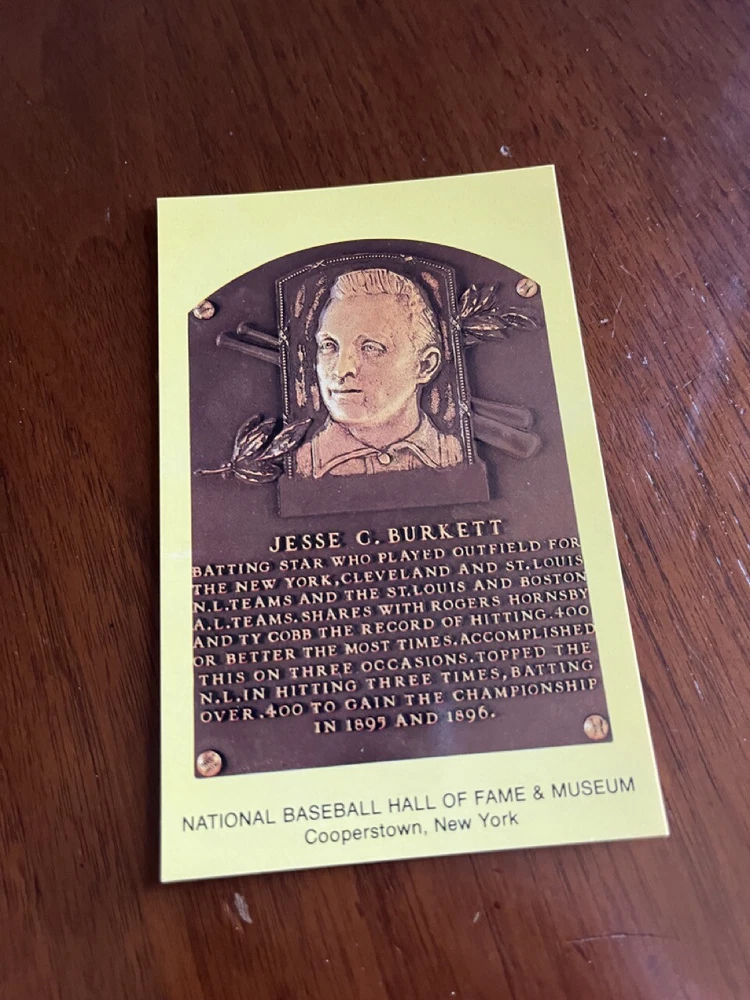 JESSE C. BURKETT
BATTING STAR WHO PLAYED OUTFIELD FOR
THE NEW YORK, CLEVELAND AND ST. LOUIS
N.L. TEAMS AND THE ST. LOUIS AND BOSTON
A.L. TEAMS. SHARES WITH ROGERS HORNSBY
AND TY COBB THE RECORD OF HITTING .400
OR BETTER THE MOST TIMES. ACCOMPLISHED
THIS ON THREE OCCASIONS. TOPPED THE
N.L. IN HITTING THREE TIMES, BATTING
OVER .400 TO GAIN THE CHAMPIONSHIP
IN 1895 AND 1896.
NATIONAL BASEBALL HALL OF FAME & MUSEUM
Cooperstown, New York